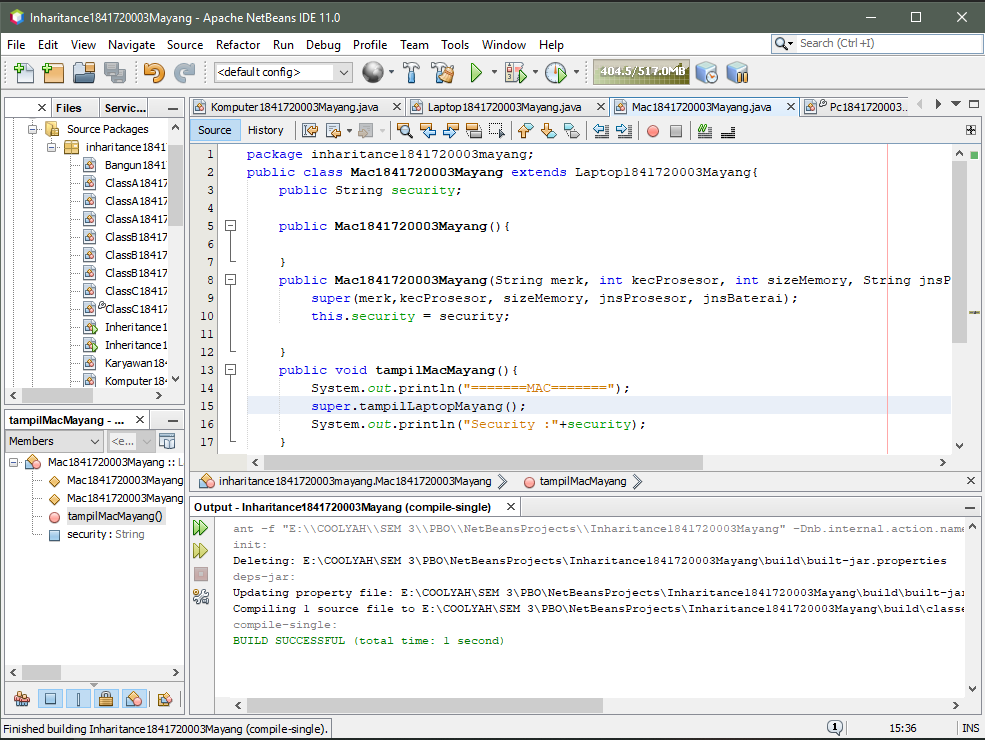 Inharitance1841720003Mayang - Apache NetBeans IDE 11.0
File Edit View Navigate Source Refactor Run Debug Profile Team Tools Window Help
Search (Ctrl+I)
<default config>
404.5/517.0MB
Files Servic...
Komputer1841720003Mayang.java Laptop1841720003Mayang.java Mac1841720003Mayang.java Pc1841720003...
Source History
Source Packages
inharitance1841
Bangun1841
ClassA18417
ClassA18417
ClassA18417
ClassB18417
ClassB18417
ClassB18417
ClassC18417
ClassC18417
Inheritance1
Inheritance1
Karyawan18
Komputer18
1 package inharitance1841720003mayang;
2 public class Mac1841720003Mayang extends Laptop1841720003Mayang{
3 public String security;
4
5 public Mac1841720003Mayang(){
6
7 }
8 public Mac1841720003Mayang(String merk, int kecProsesor, int sizeMemory, String jnsP
9 super(merk,kecProsesor, sizeMemory, jnsProsesor, jnsBaterai);
10 this.security = security;
11
12 }
13 public void tampilMacMayang(){
14 System.out.println("=======MAC=======");
15 super.tampilLaptopMayang();
16 System.out.println("Security :"+security);
17 }
inharitance1841720003mayang.Mac1841720003Mayang tampilMacMayang
tampilMacMayang - ...
Members <e...
Mac1841720003Mayang :: L
Mac1841720003Mayang
Mac1841720003Mayang
tampilMacMayang()
security : String
Output - Inharitance1841720003Mayang (compile-single)
ant -f "E:\\COOLYAH\\SEM 3\\PBO\\NetBeansProjects\\Inharitance1841720003Mayang" -Dnb.internal.action.name
init:
Deleting: E:\COOLYAH\SEM 3\PBO\NetBeansProjects\Inharitance1841720003Mayang\build\built-jar.properties
deps-jar:
Updating property file: E:\COOLYAH\SEM 3\PBO\NetBeansProjects\Inharitance1841720003Mayang\build\built-jar
Compiling 1 source file to E:\COOLYAH\SEM 3\PBO\NetBeansProjects\Inharitance1841720003Mayang\build\classe
compile-single:
BUILD SUCCESSFUL (total time: 1 second)
Finished building Inharitance1841720003Mayang (compile-single).
1
15:36
INS